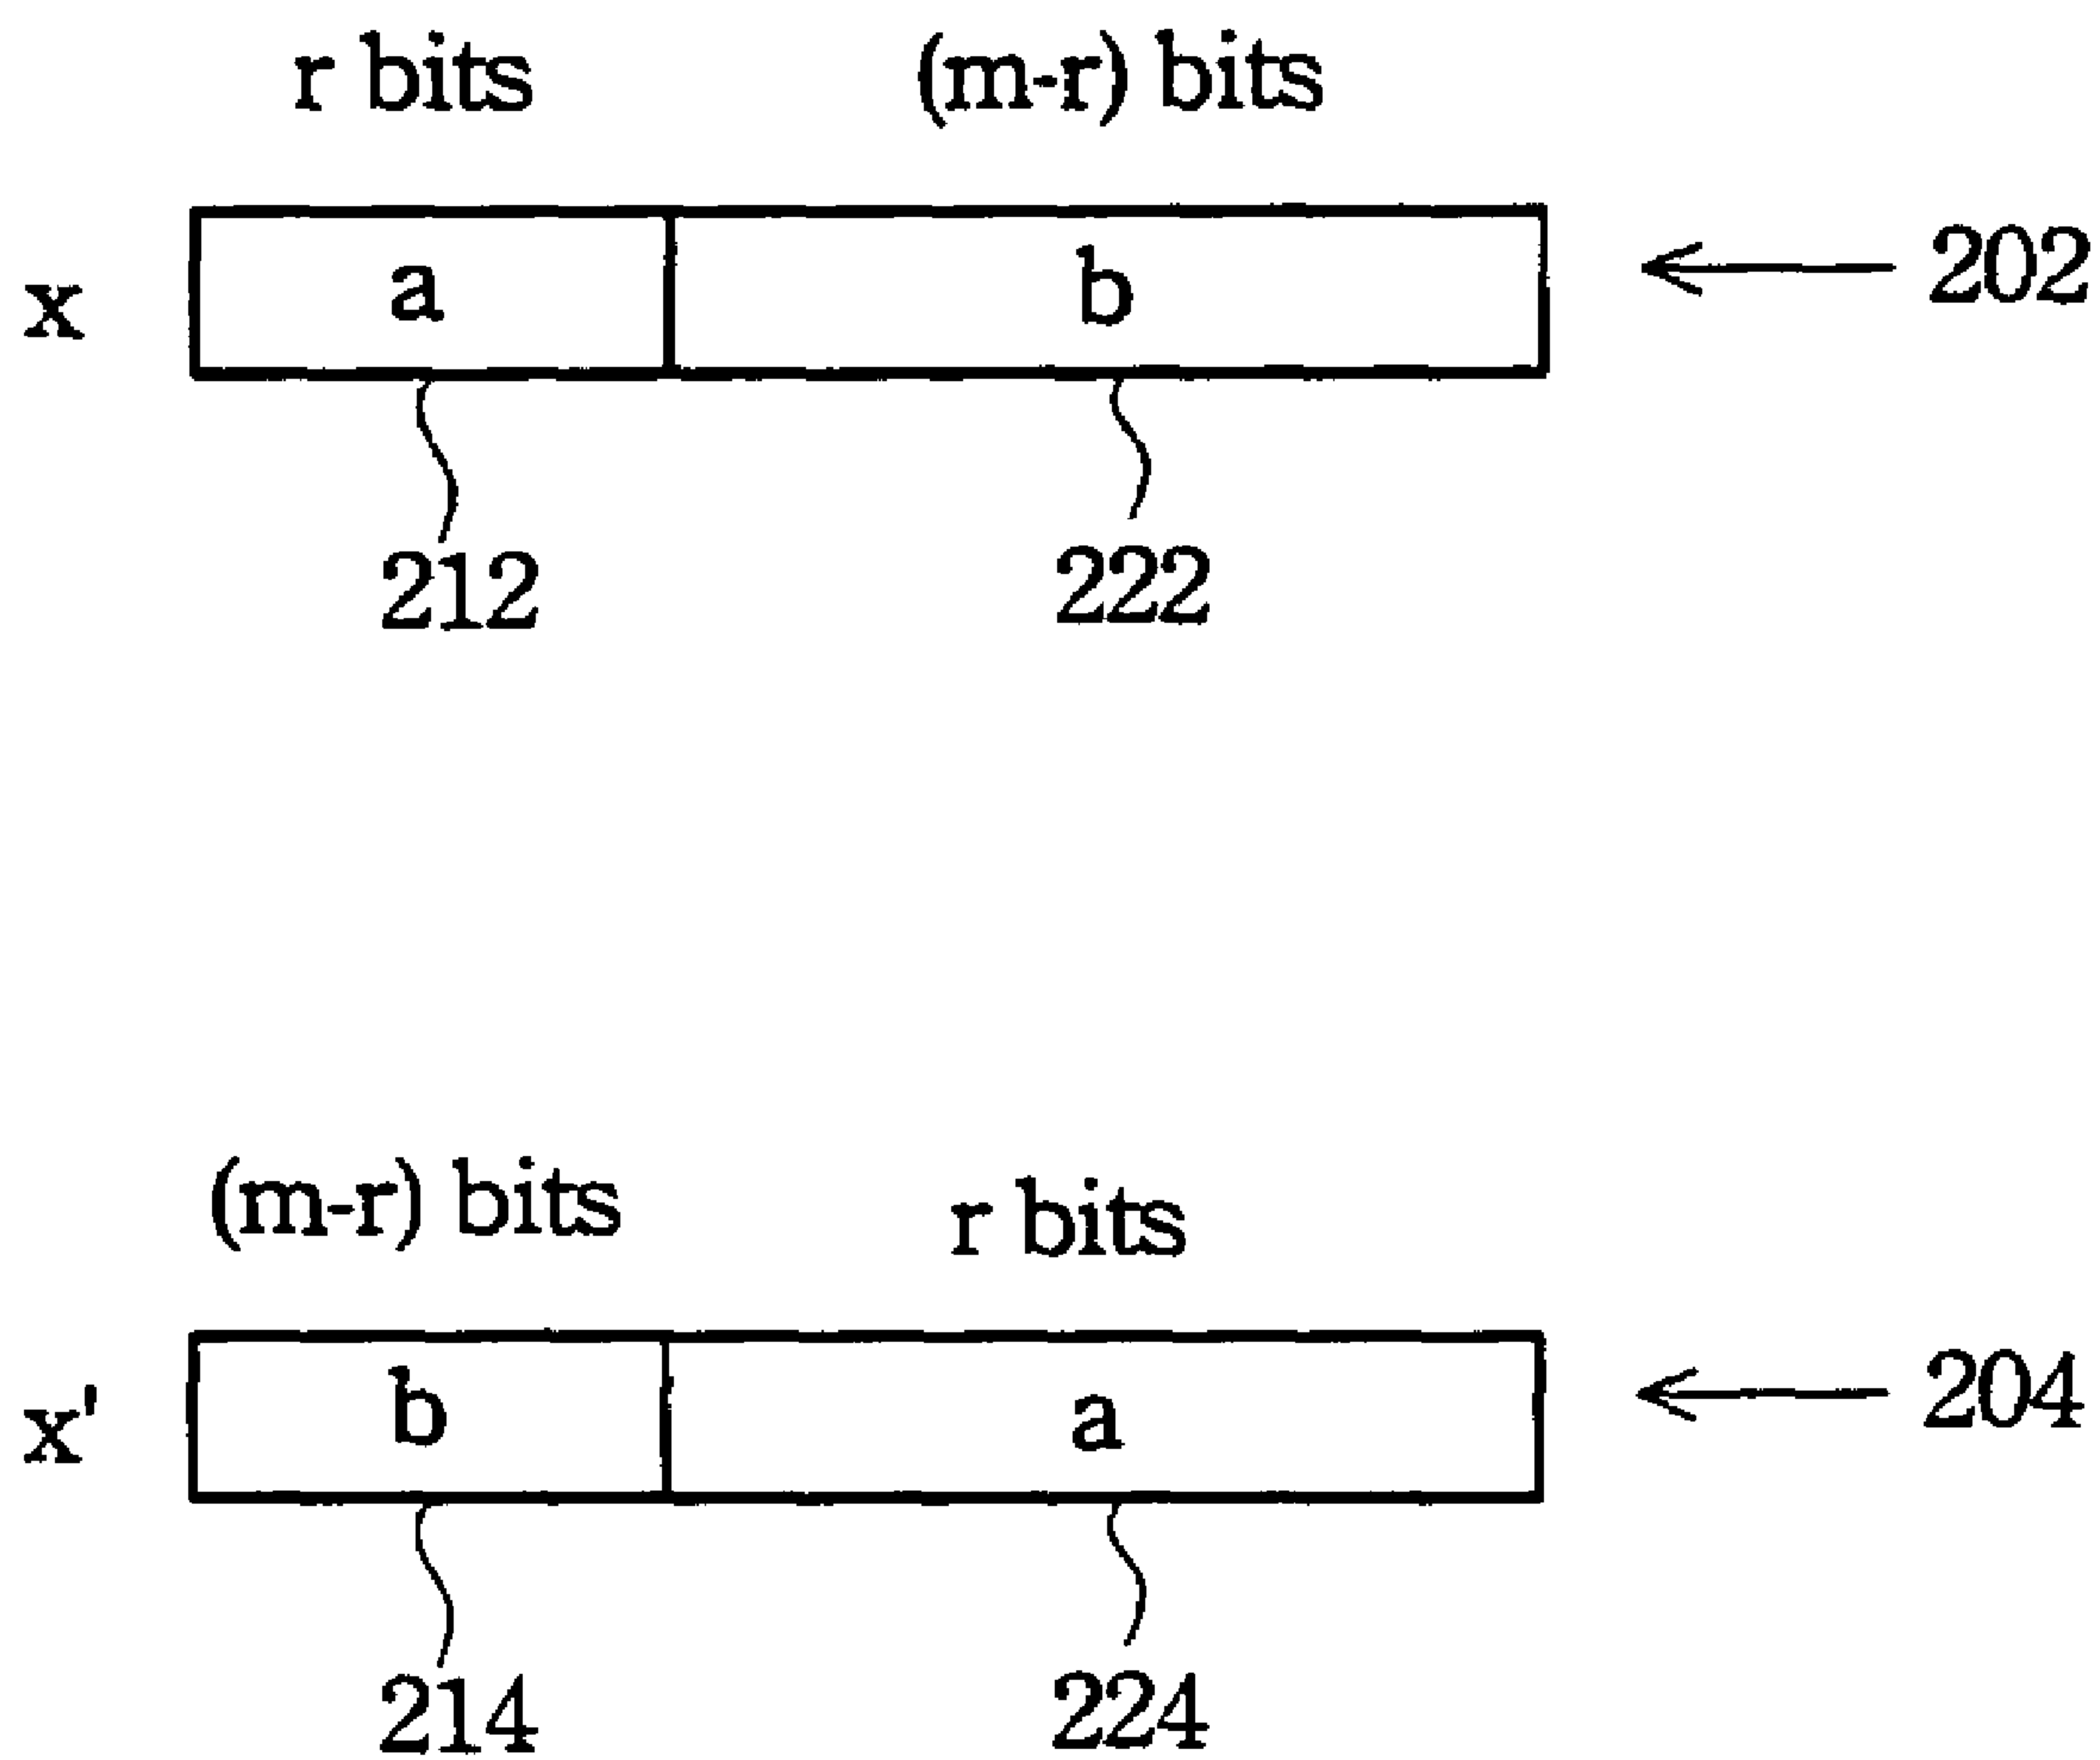 r bits (m-r) bits
x a b 202
212 222
(m-r) bits r bits
x' b a 204
214 224